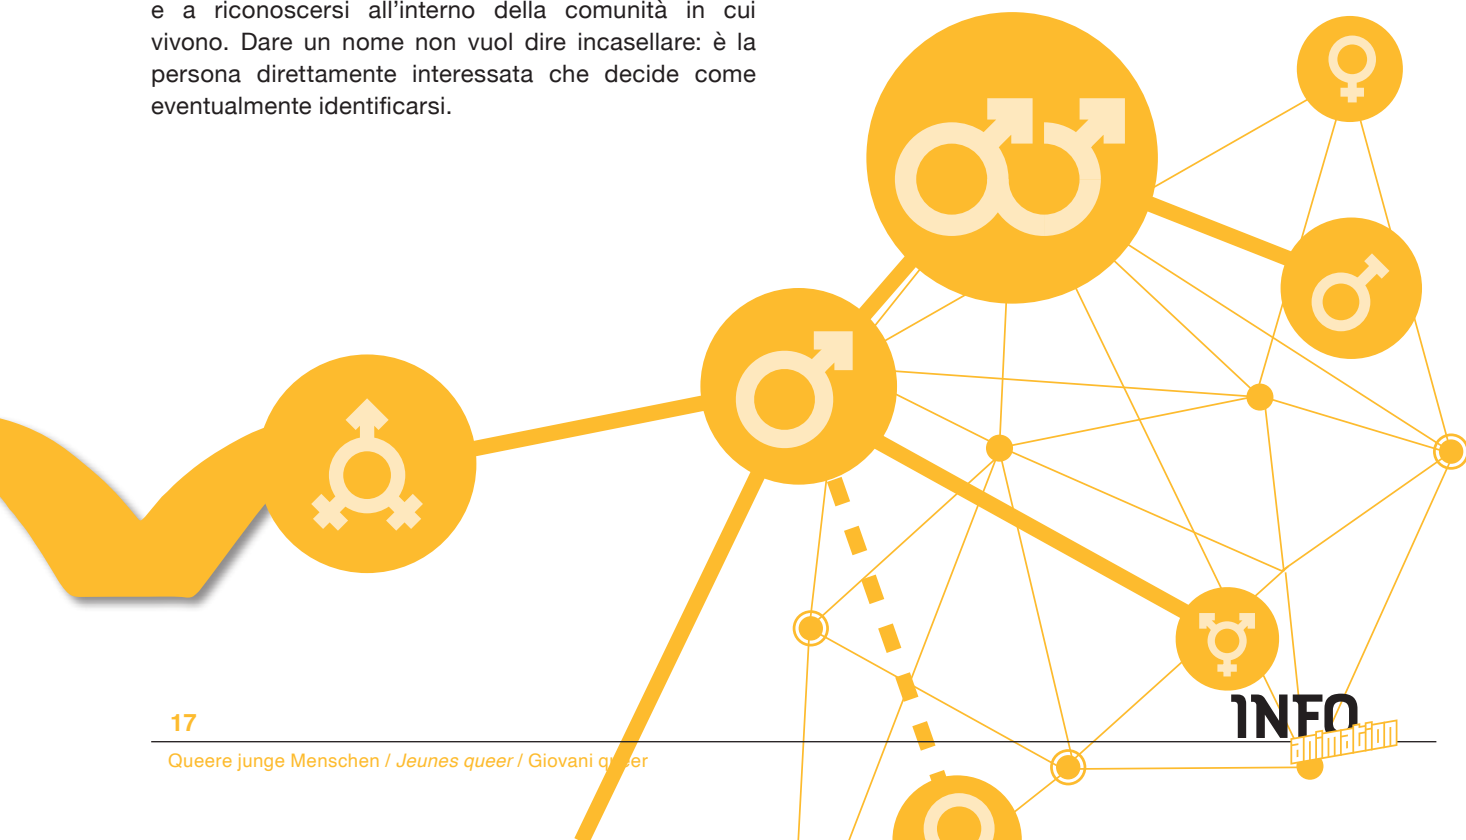 e a riconoscersi all'interno della comunità in cui
vivono. Dare un nome non vuol dire incasellare: è la
persona direttamente interessata che decide come
eventualmente identificarsi.
17
INFO
animation
Queere junge Menschen / Jeunes queer / Giovani queer